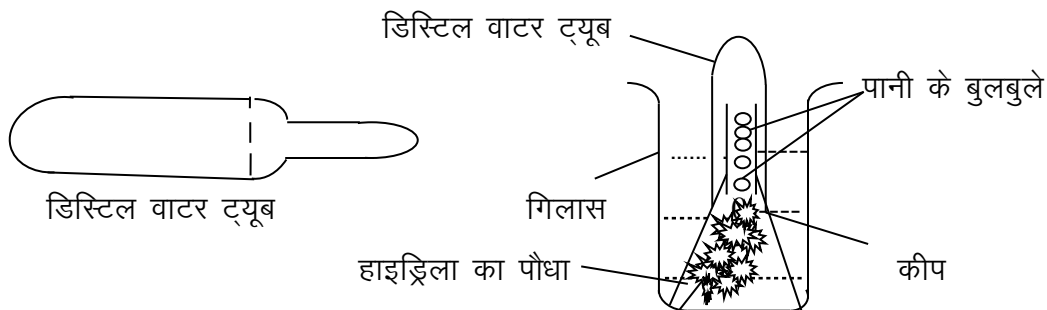 डिस्टिल वाटर ट्यूब
पानी के बुलबुले
डिस्टिल वाटर ट्यूब
गिलास
हाइड्रिला का पौधा
कीप